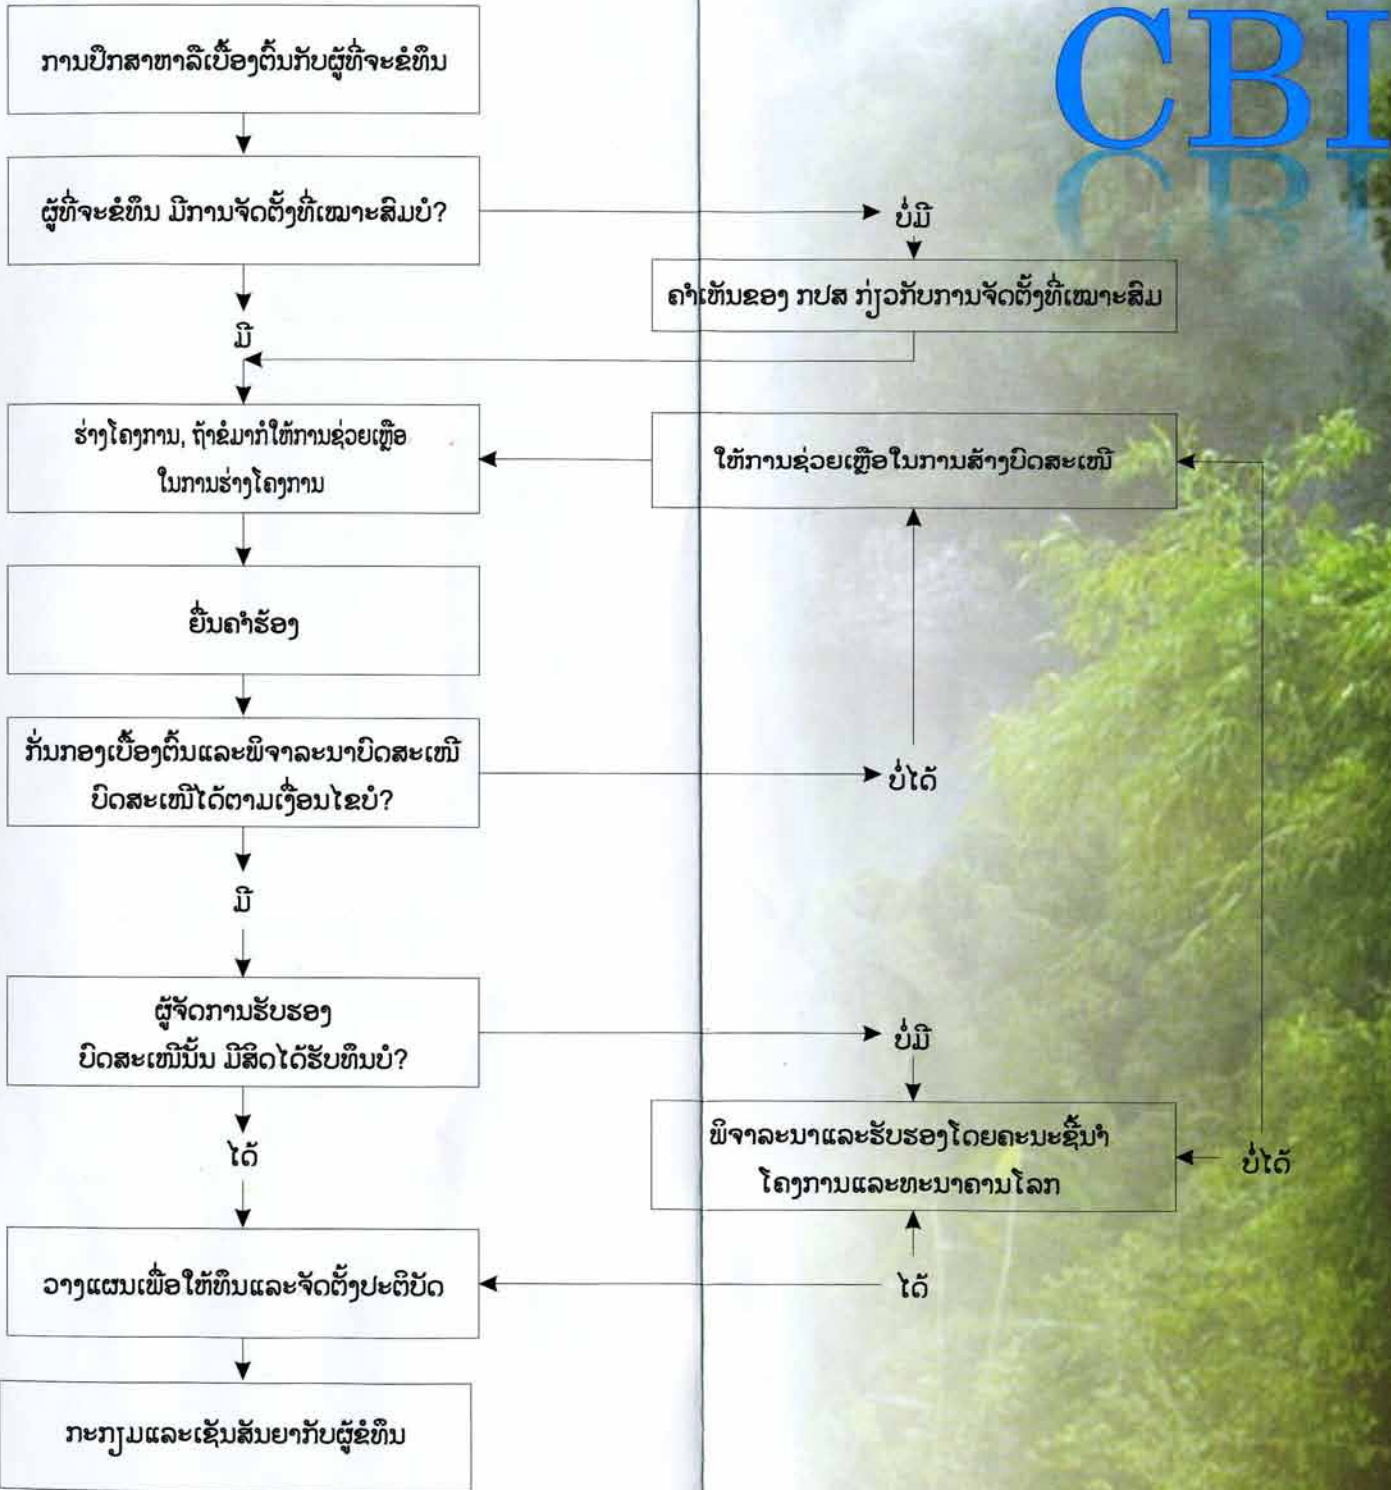 CBI
ການປຶກສາຫາລືເບື້ອງຕົ້ນກັບຜູ້ທີ່ຈະຂໍທຶນ
ຜູ້ທີ່ຈະຂໍທຶນ ມີການຈັດຕັ້ງທີ່ເໝາະສົມບໍ?
ບໍ່ມີ
ຄຳເຫັນຂອງ ກປສ ກ່ຽວກັບການຈັດຕັ້ງທີ່ເໝາະສົມ
ມີ
ຮ່າງໂຄງການ, ຖ້າຂໍມາກໍໃຫ້ການຊ່ວຍເຫຼືອ
ໃນການຮ່າງໂຄງການ
ໃຫ້ການຊ່ວຍເຫຼືອໃນການສ້າງບົດສະເໜີ
ຍື່ນຄຳຮ້ອງ
ກັ່ນກອງເບື້ອງຕົ້ນແລະພິຈາລະນາບົດສະເໜີ
ບົດສະເໜີໄດ້ຕາມເງື່ອນໄຂບໍ?
ບໍ່ໄດ້
ມີ
ຜູ້ຈັດການຮັບຮອງ
ບົດສະເໜີນັ້ນ ມີສິດໄດ້ຮັບທຶນບໍ?
ບໍ່ມີ
ໄດ້
ພິຈາລະນາແລະຮັບຮອງໂດຍຄະນະຊີ້ນຳ
ໂຄງການແລະທະນາຄານໂລກ
ບໍ່ໄດ້
ວາງແຜນເພື່ອໃຫ້ທຶນແລະຈັດຕັ້ງປະຕິບັດ
ໄດ້
ກະກຽມແລະເຊັນສັນຍາກັບຜູ້ຂໍທຶນ